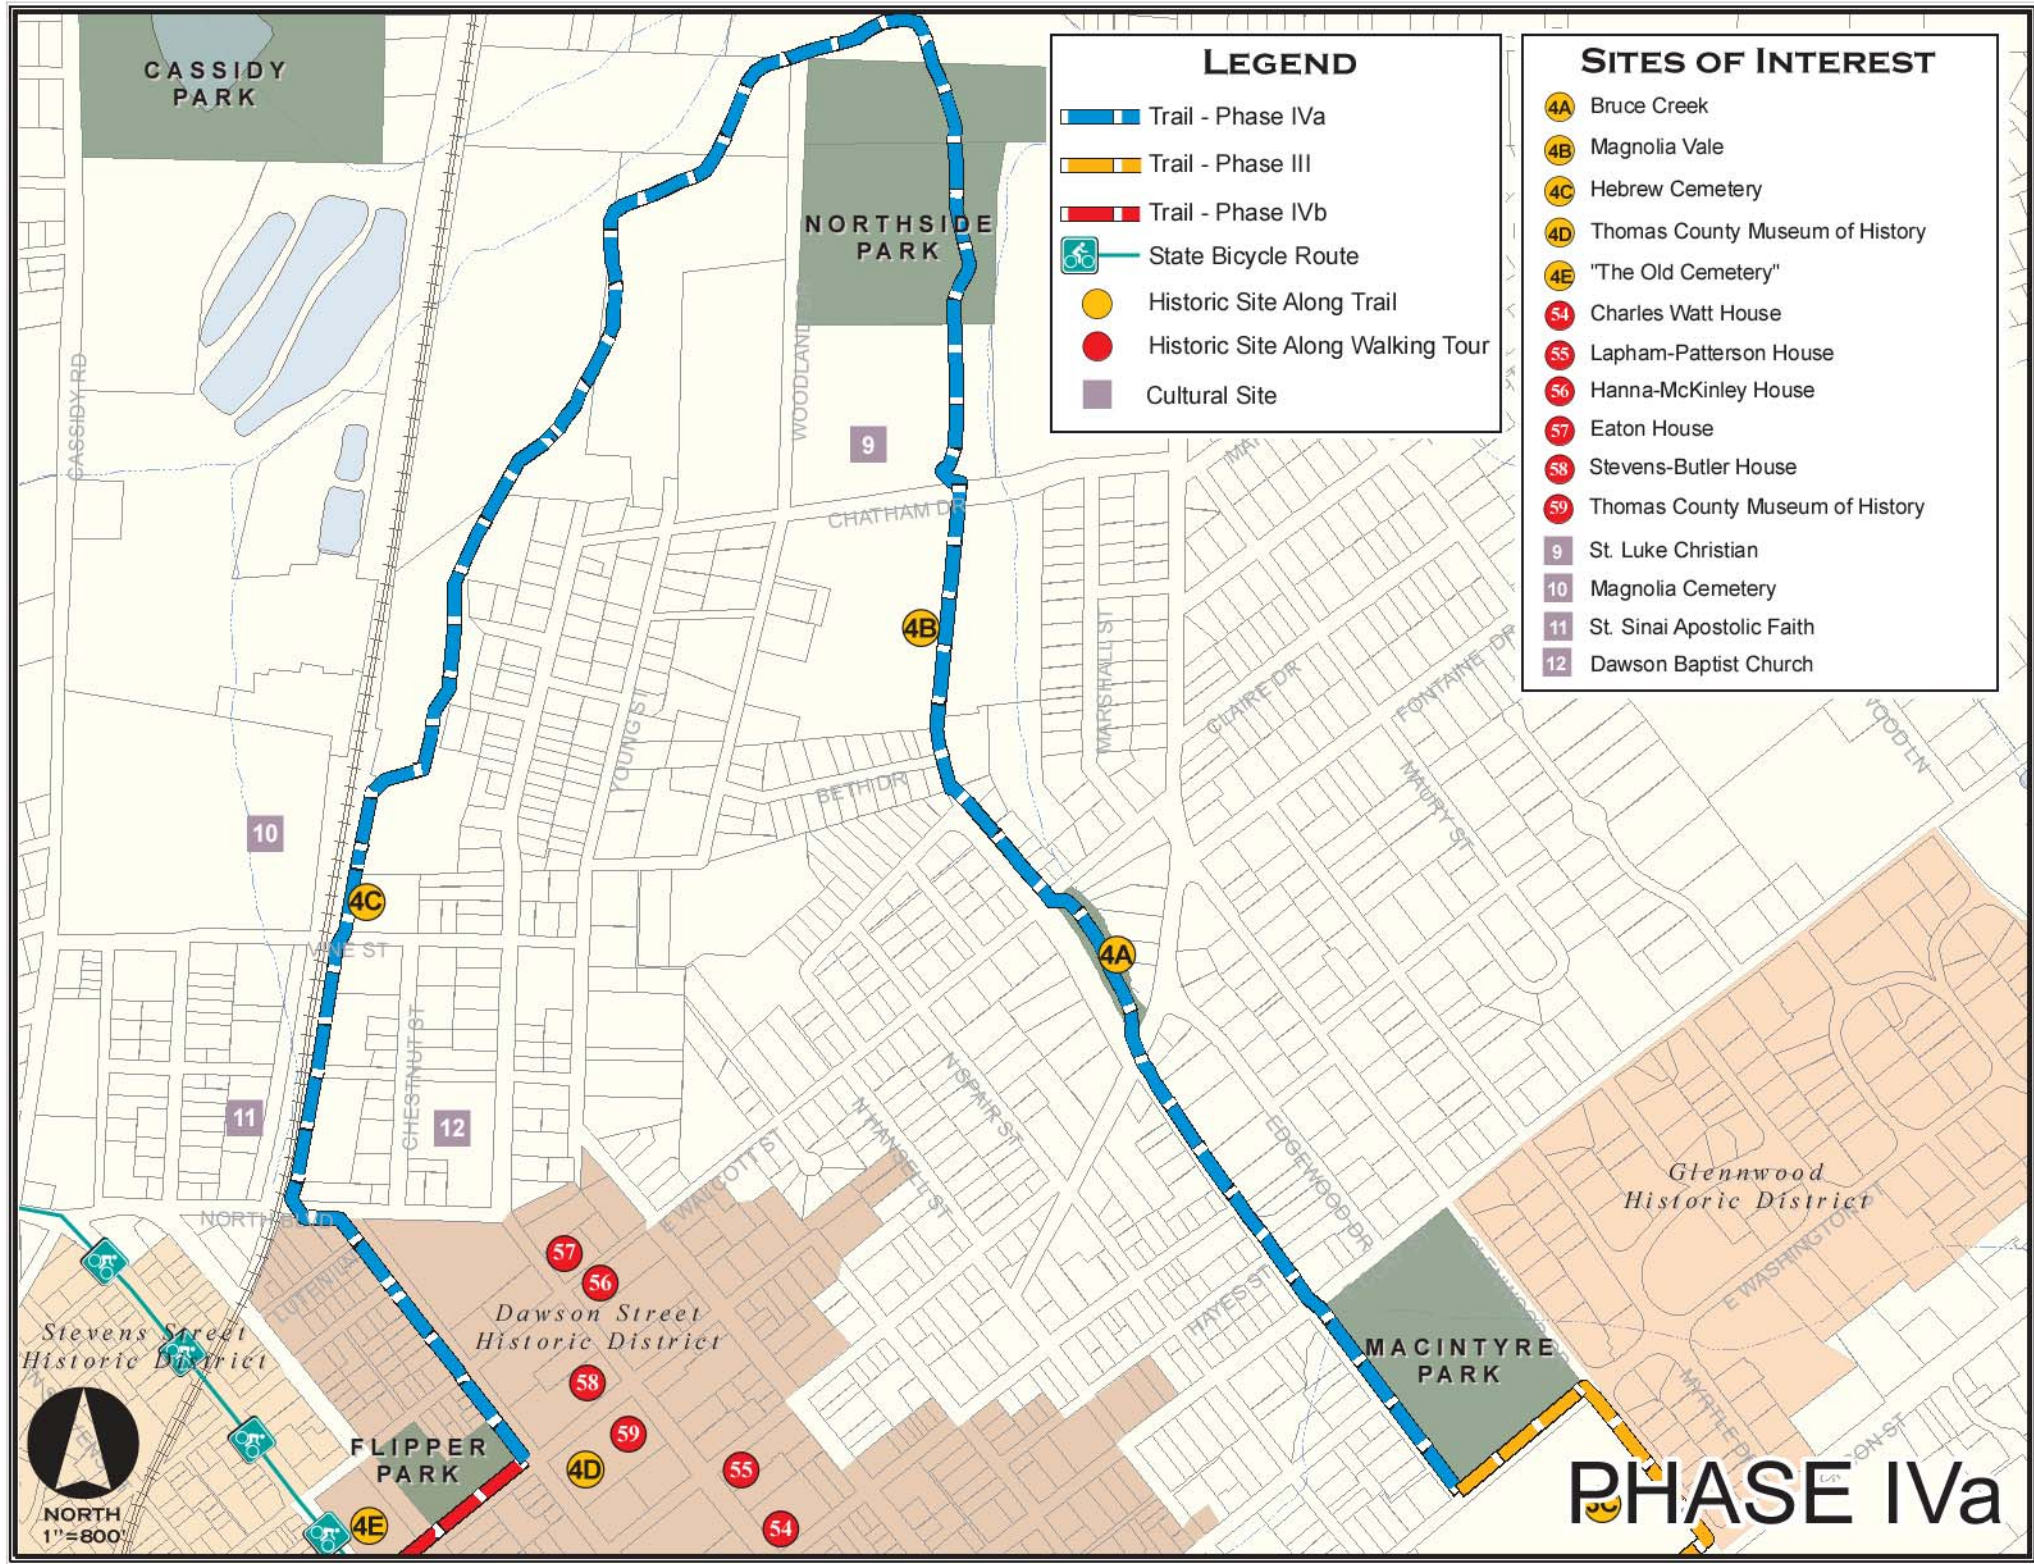 CASSIDY
PARK
LEGEND
Trail - Phase IVa
Trail - Phase III
Trail - Phase IVb
State Bicycle Route
Historic Site Along Trail
Historic Site Along Walking Tour
Cultural Site
SITES OF INTEREST
4A Bruce Creek
4B Magnolia Vale
4C Hebrew Cemetery
4D Thomas County Museum of History
4E "The Old Cemetery"
54 Charles Watt House
55 Lapham-Patterson House
56 Hanna-McKinley House
57 Eaton House
58 Stevens-Butler House
59 Thomas County Museum of History
9 St. Luke Christian
10 Magnolia Cemetery
11 St. Sinai Apostolic Faith
12 Dawson Baptist Church
NORTHSIDE
PARK
CASSIDY RD
WOODLAND DR
9
CHATHAM DR
4B
MARSHALL ST
CLAIRE DR
FONTAINE DR
YOUNG ST
BETH DR
MAURY ST
10
4C
VINE ST
4A
CHESTNUT ST
11
12
N SPAIR ST
N HANSELL ST
E WALCOTT ST
EDGEWOOD DR
HAYES ST
NORTH BLVD
Glennwood
Historic District
E WASHINGTON ST
57
56
Dawson Street
Historic District
Stevens Street
Historic District
58
59
MACINTYRE
PARK
MYRTLE DR
FLIPPER
PARK
4D
55
54
4E
NORTH
1"=800'
PHASE IVa